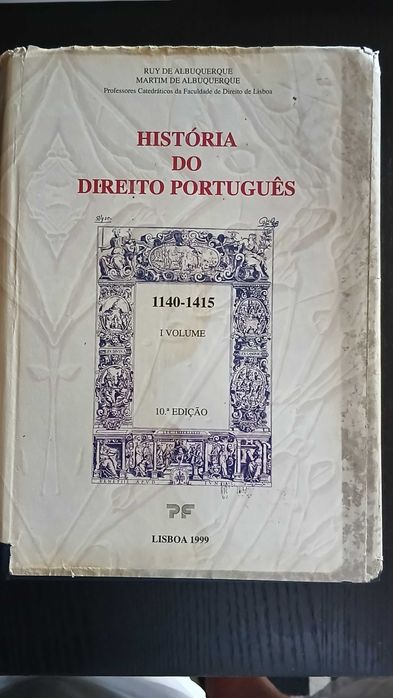 RUY DE ALBUQUERQUE
MARTIM DE ALBUQUERQUE
Professores Catedráticos da Faculdade de Direito de Lisboa
HISTÓRIA
DO
DIREITO PORTUGUÊS
1140-1415
I VOLUME
10.ª EDIÇÃO
PF
LISBOA 1999